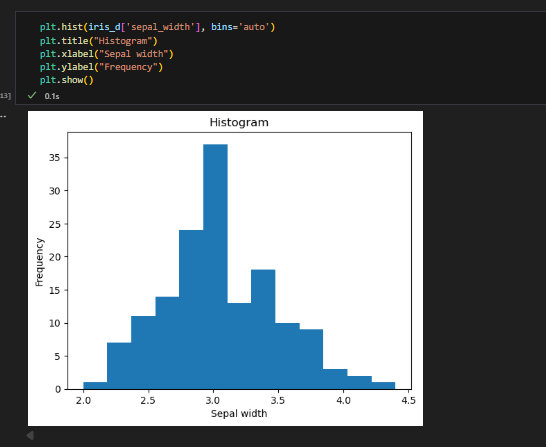 plt.hist(iris_d['sepal_width'], bins='auto')
plt.title("Histogram")
plt.xlabel("Sepal width")
plt.ylabel("Frequency")
plt.show()
13]
0.1s
Histogram
35
30
25
20
15
10
5
0
Frequency
2.0 2.5 3.0 3.5 4.0 4.5
Sepal width